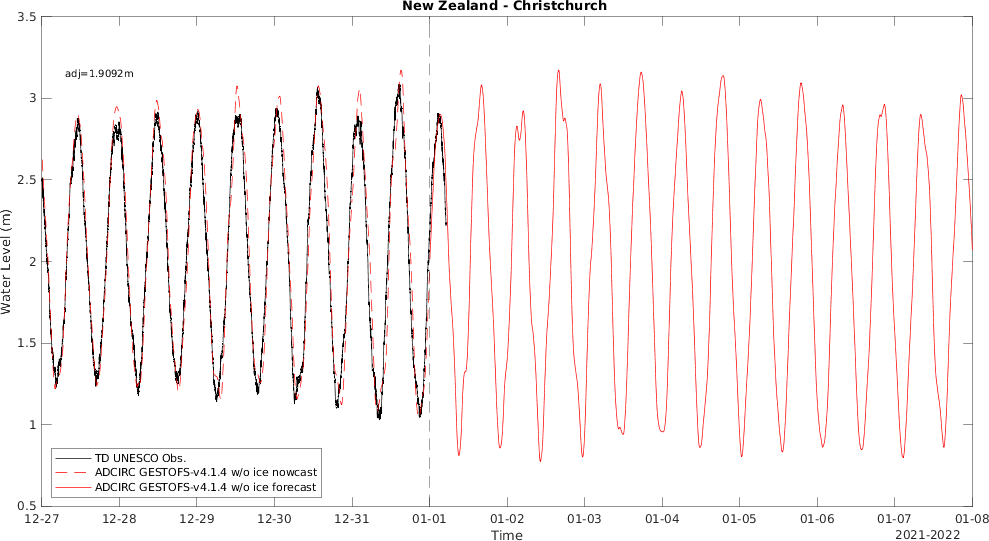 New Zealand - Christchurch
adj=1.9092m
Water Level (m)
3.5
3
2.5
2
1.5
1
0.5
TD UNESCO Obs.
ADCIRC GESTOFS-v4.1.4 w/o ice nowcast
ADCIRC GESTOFS-v4.1.4 w/o ice forecast
12-27 12-28 12-29 12-30 12-31 01-01 01-02 01-03 01-04 01-05 01-06 01-07 01-08
Time
2021-2022